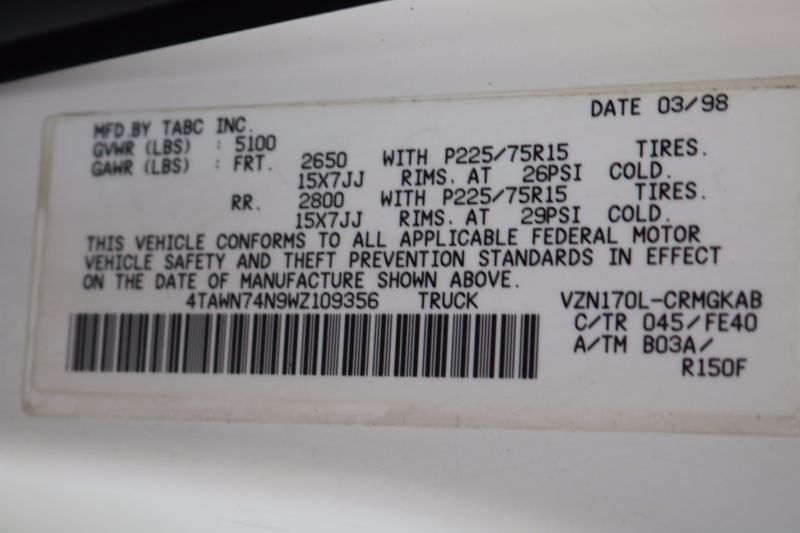 DATE 03/98
MFD.BY TABC INC.
GVWR (LBS) : 5100
GAWR (LBS) : FRT. 2650 WITH P225/75R15 TIRES.
15X7JJ RIMS. AT 26PSI COLD.
RR. 2800 WITH P225/75R15 TIRES.
15X7JJ RIMS. AT 29PSI COLD.
THIS VEHICLE CONFORMS TO ALL APPLICABLE FEDERAL MOTOR
VEHICLE SAFETY AND THEFT PREVENTION STANDARDS IN EFFECT
ON THE DATE OF MANUFACTURE SHOWN ABOVE.
4TAWN74N9WZ109356 TRUCK VZN170L-CRMGKAB
C/TR 045/FE40
A/TM B03A/
R150F